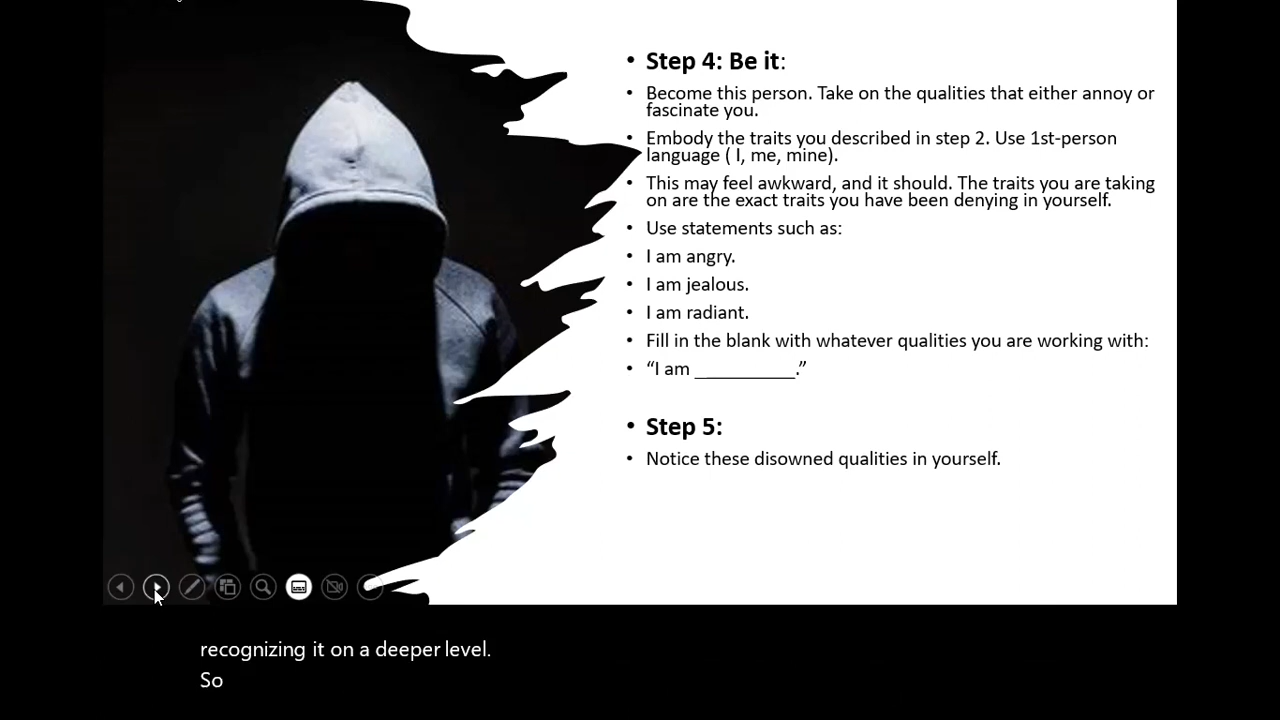 • Step 4: Be it:
• Become this person. Take on the qualities that either annoy or
fascinate you.
• Embody the traits you described in step 2. Use 1st-person
language ( I, me, mine).
• This may feel awkward, and it should. The traits you are taking
on are the exact traits you have been denying in yourself.
• Use statements such as:
• I am angry.
• I am jealous.
• I am radiant.
• Fill in the blank with whatever qualities you are working with:
• “I am __________.”
• Step 5:
• Notice these disowned qualities in yourself.
recognizing it on a deeper level.
So